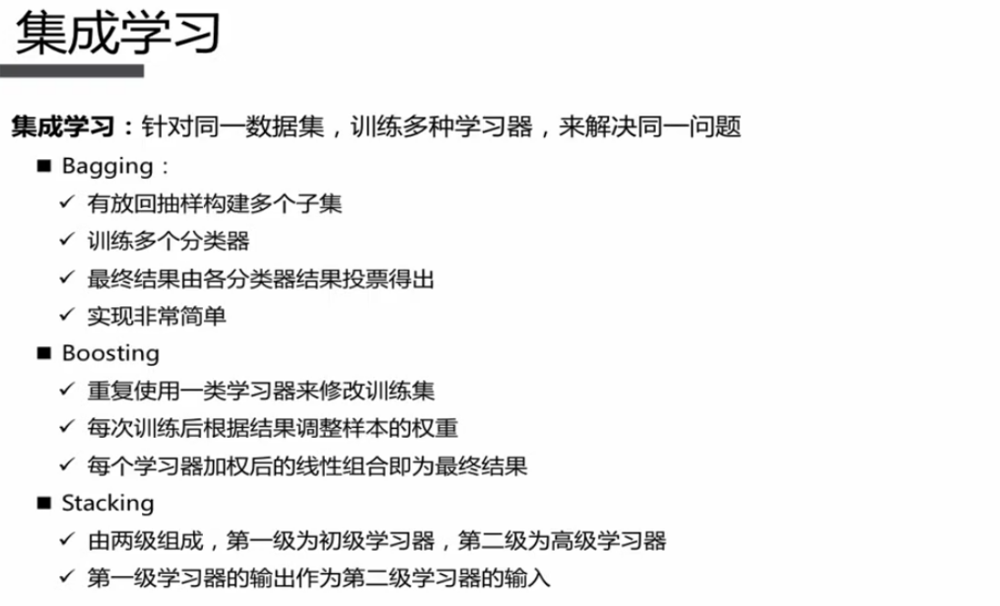 集成学习
集成学习：针对同一数据集，训练多种学习器，来解决同一问题
■ Bagging：
✓ 有放回抽样构建多个子集
✓ 训练多个分类器
✓ 最终结果由各分类器结果投票得出
✓ 实现非常简单
■ Boosting
✓ 重复使用一类学习器来修改训练集
✓ 每次训练后根据结果调整样本的权重
✓ 每个学习器加权后的线性组合即为最终结果
■ Stacking
✓ 由两级组成，第一级为初级学习器，第二级为高级学习器
✓ 第一级学习器的输出作为第二级学习器的输入